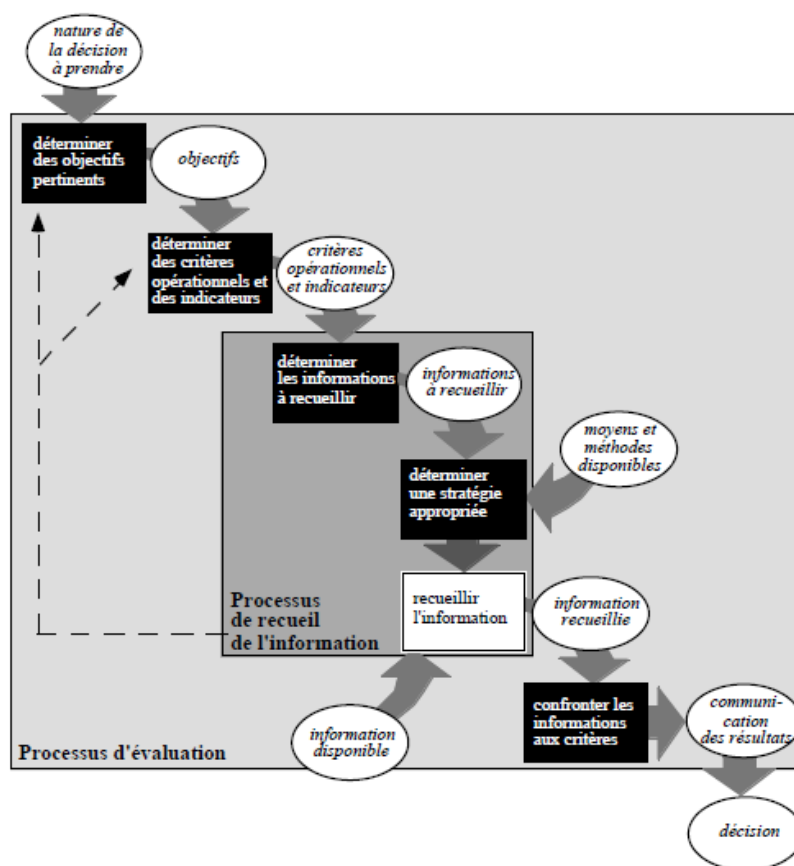 nature de
la décision
à prendre
déterminer
des objectifs
pertinents
objectifs
déterminer
des critères
opérationnels et
des indicateurs
critères
opérationnels
et indicateurs
déterminer
les informations
à recueillir
informations
à recueillir
moyens et
méthodes
disponibles
déterminer
une stratégie
appropriée
Processus
de recueil
de l'information
recueillir
l'information
information
recueillie
information
disponible
confronter les
informations
aux critères
communi-
cation
des résultats
Processus d'évaluation
décision